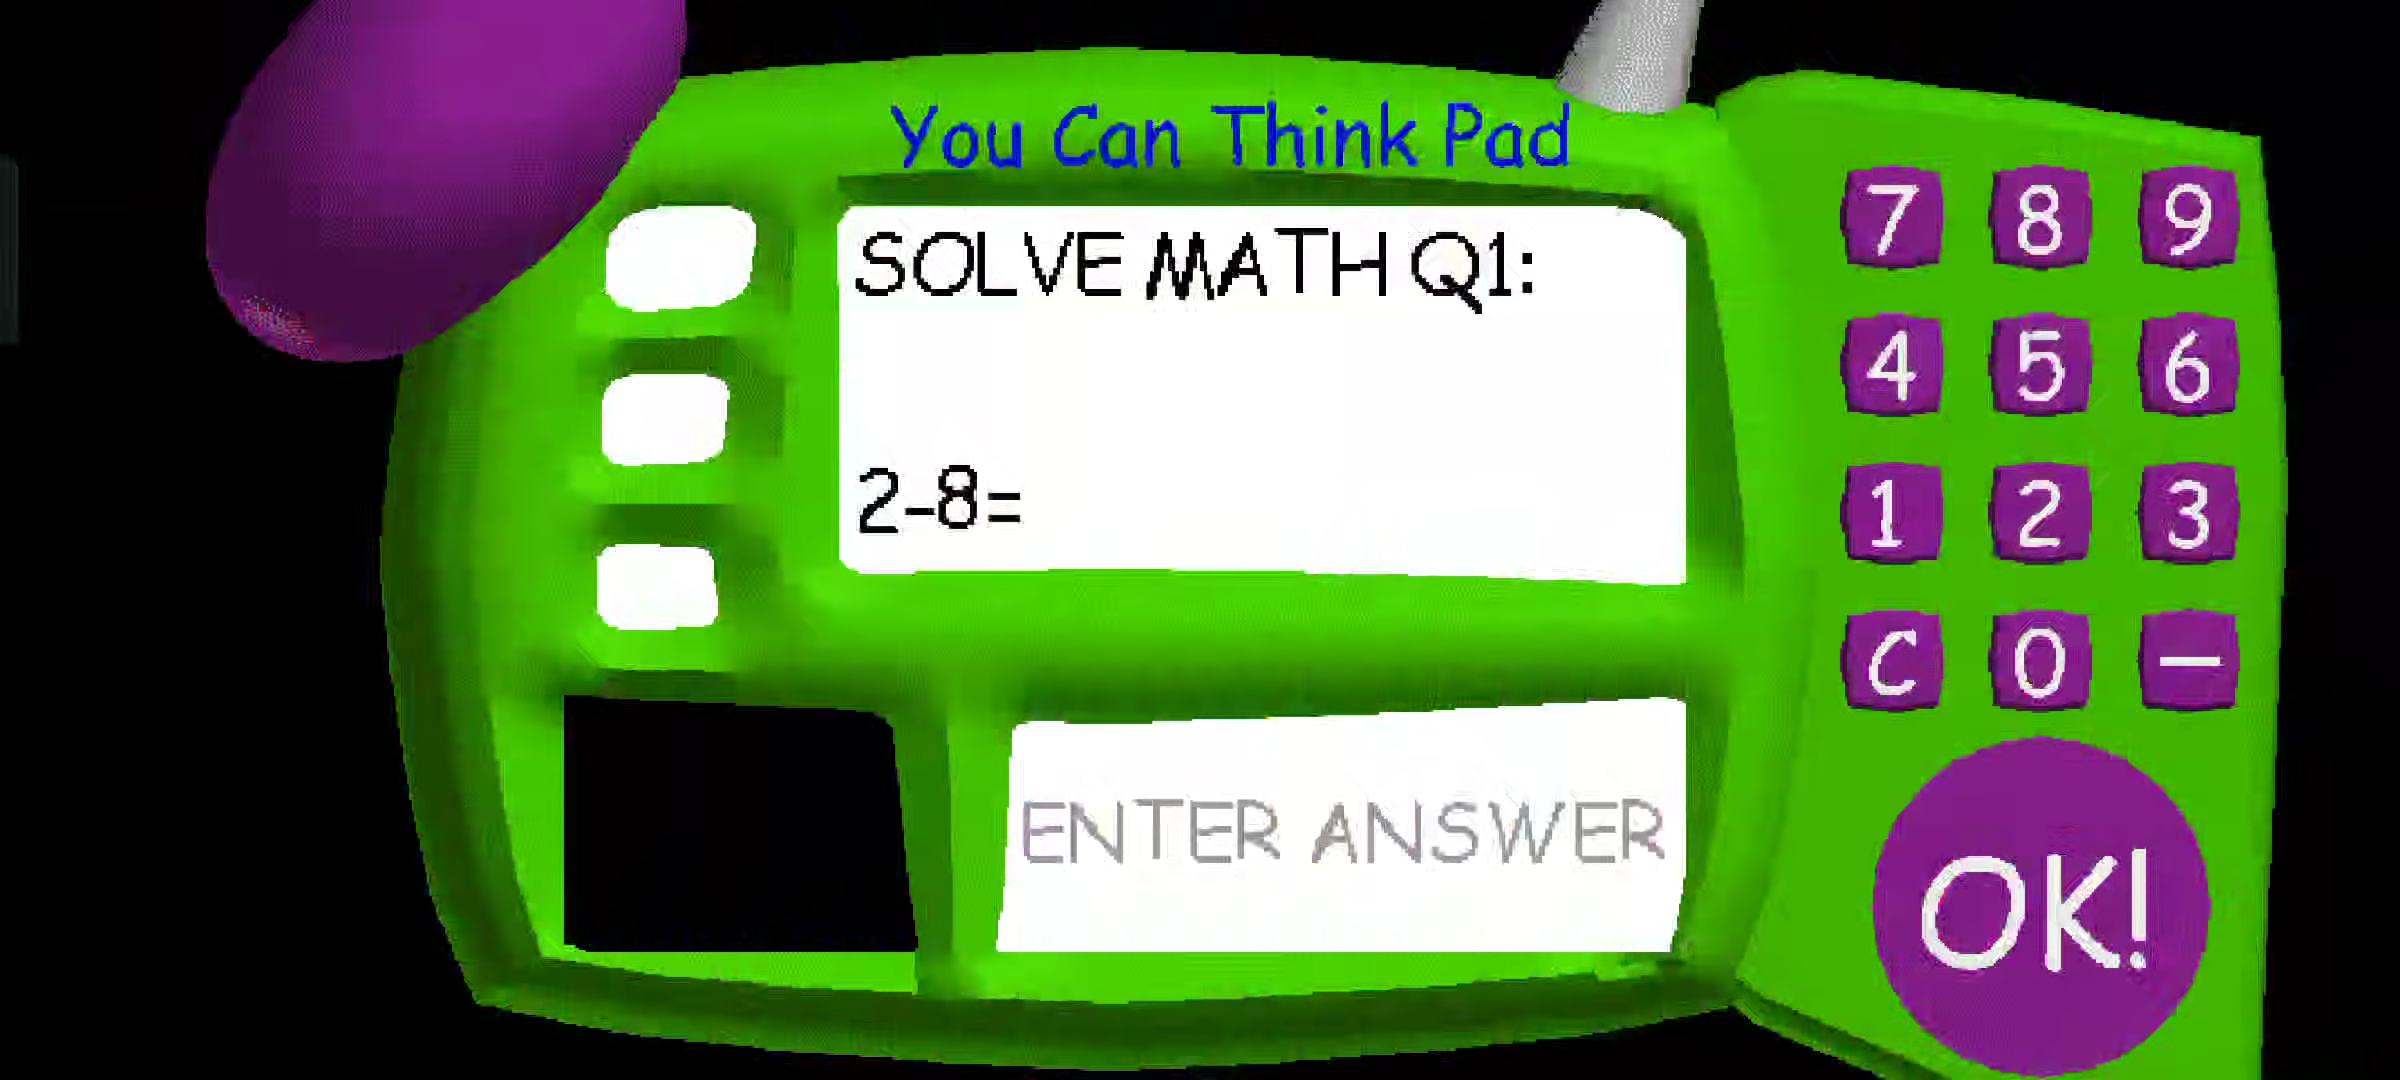 You Can Think Pad
SOLVE MATH Q1:
2-8=
ENTER ANSWER
7 8 9
4 5 6
1 2 3
C 0 —
OK!